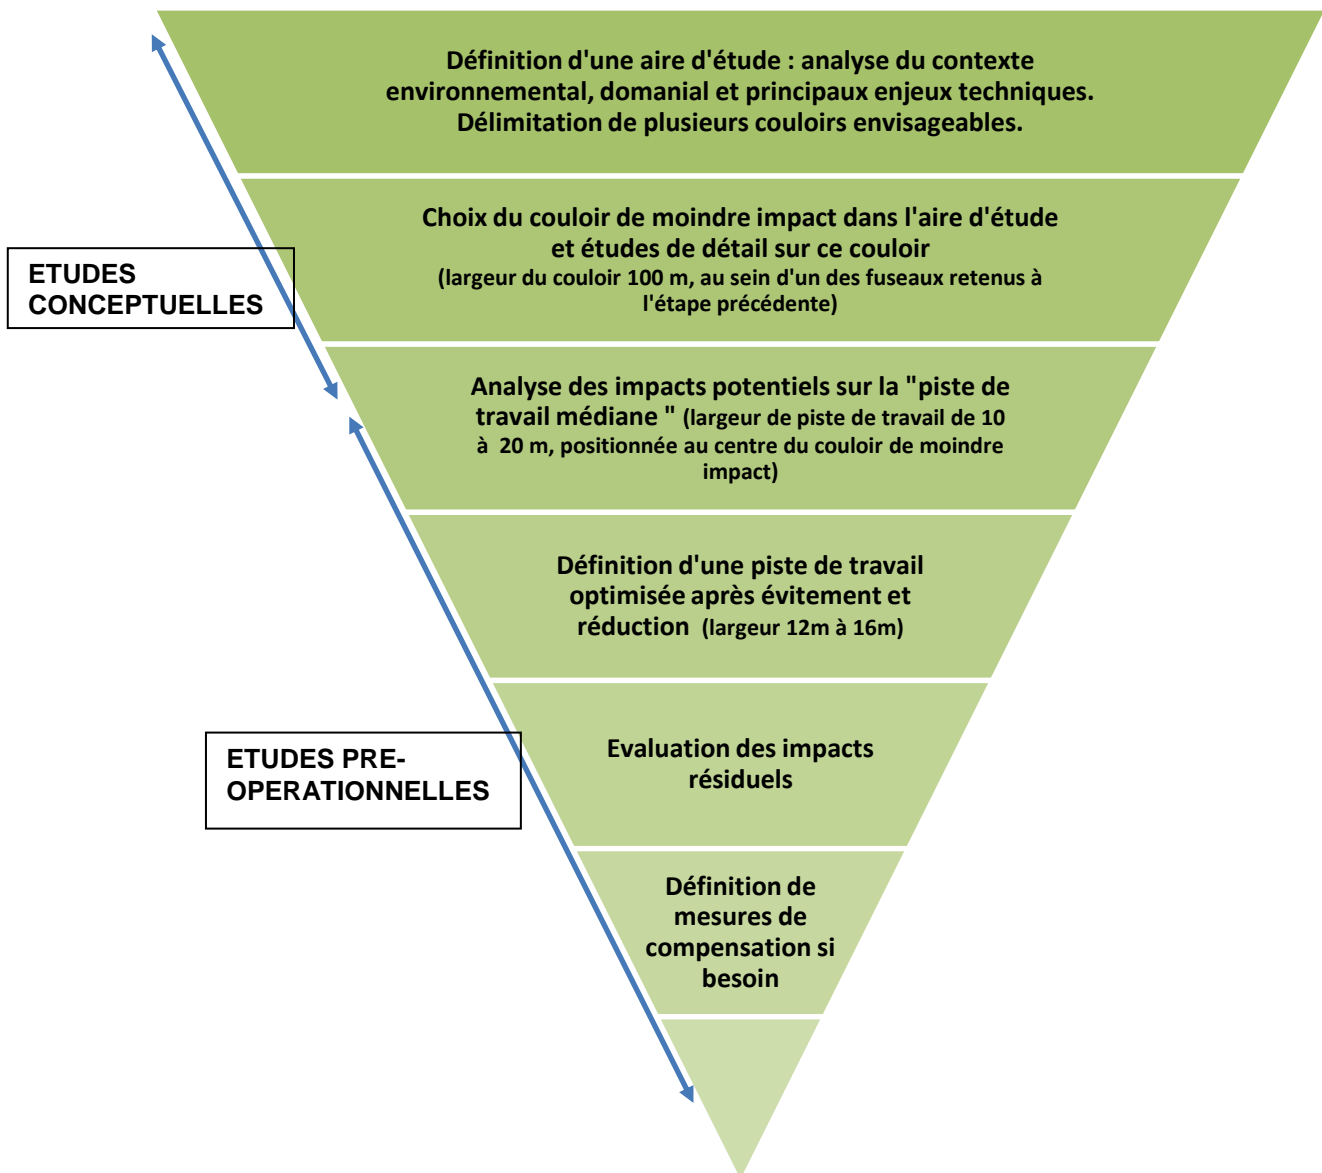 Définition d'une aire d'étude : analyse du contexte
environnemental, domanial et principaux enjeux techniques.
Délimitation de plusieurs couloirs envisageables.
Choix du couloir de moindre impact dans l'aire d'étude
et études de détail sur ce couloir
(largeur du couloir 100 m, au sein d'un des fuseaux retenus à
l'étape précédente)
ETUDES
CONCEPTUELLES
Analyse des impacts potentiels sur la "piste de
travail médiane " (largeur de piste de travail de 10
à  20 m, positionnée au centre du couloir de moindre
impact)
Définition d'une piste de travail
optimisée après évitement et
réduction  (largeur 12m à 16m)
ETUDES PRE-
OPERATIONNELLES
Evaluation des impacts
résiduels
Définition de
mesures de
compensation si
besoin